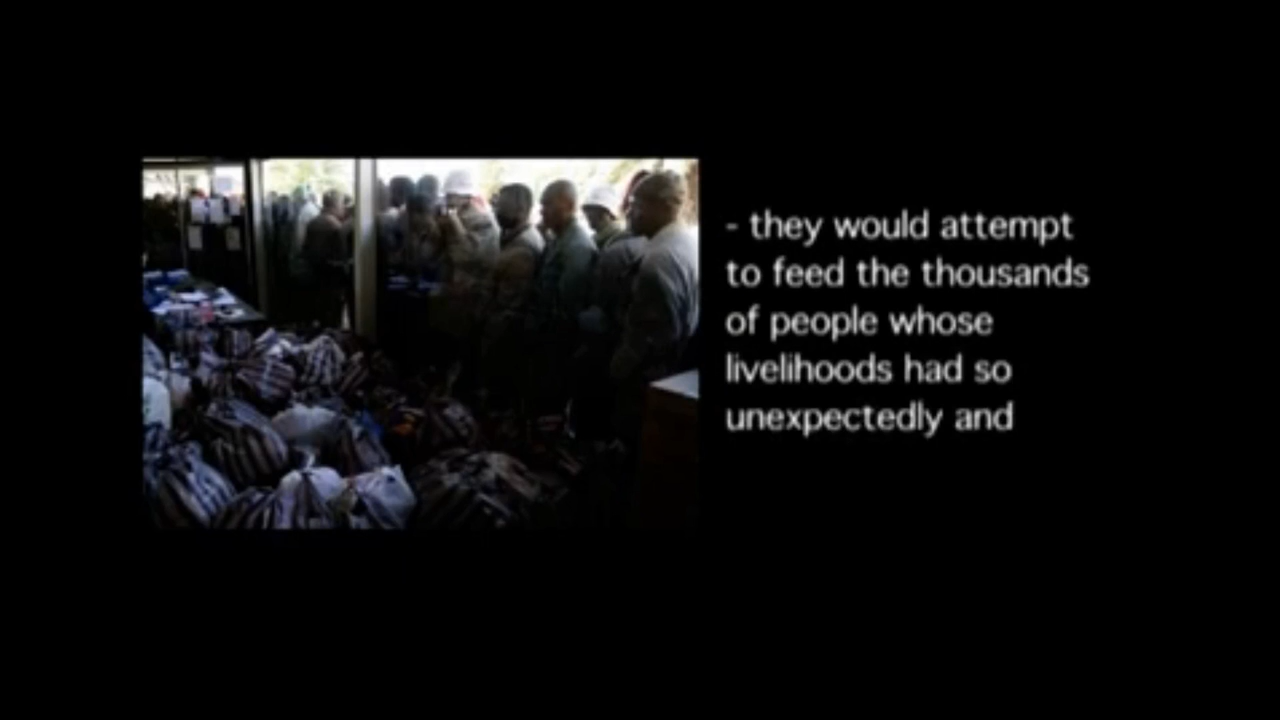 - they would attempt
to feed the thousands
of people whose
livelihoods had so
unexpectedly and